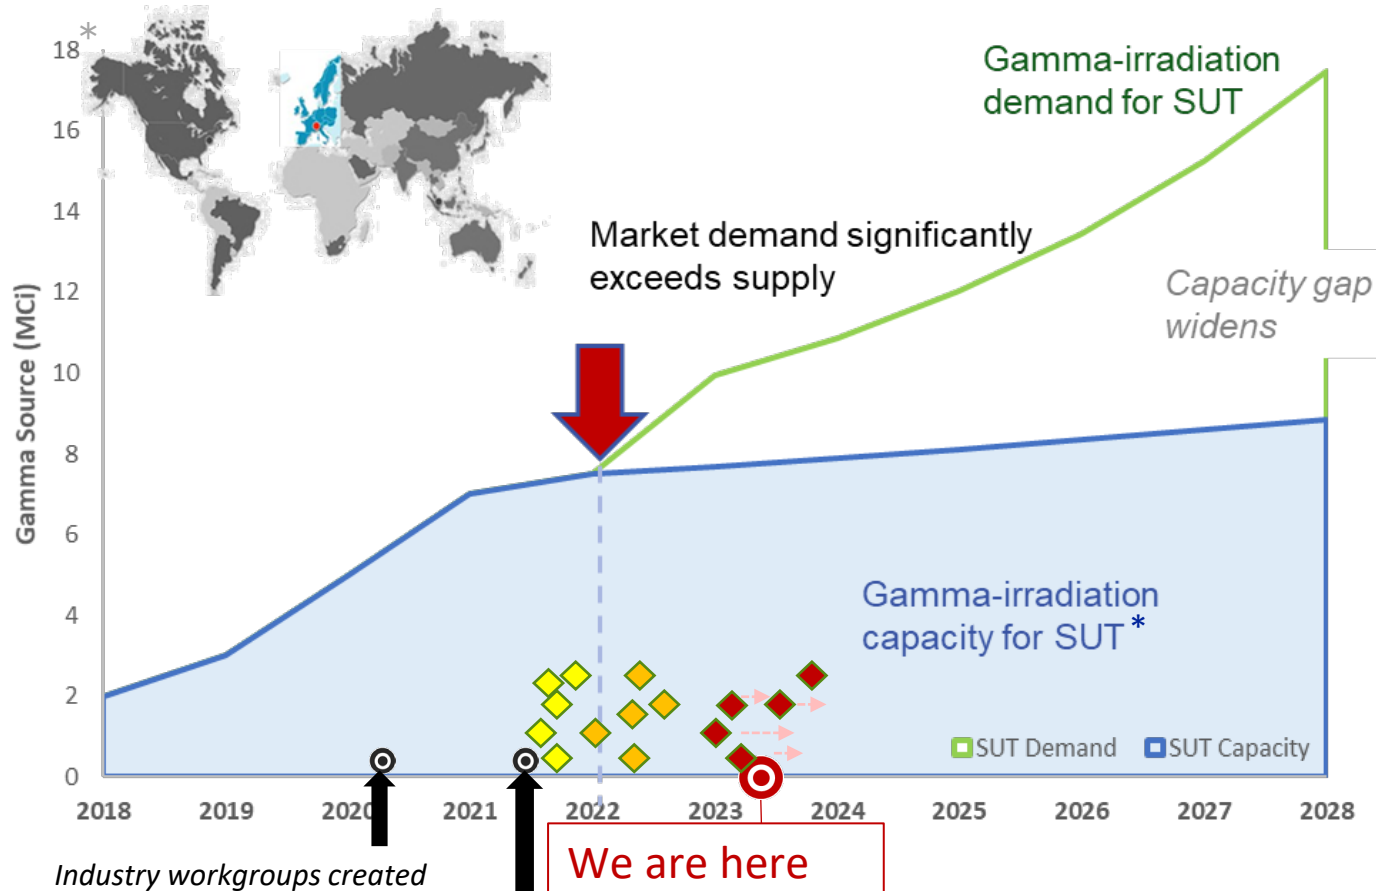 *
18
16
14
12
10
8
6
4
2
0
Gamma Source (MCi)
Gamma-irradiation
demand for SUT
Market demand significantly
exceeds supply
Capacity gap
widens
Gamma-irradiation
capacity for SUT *
SUT Demand SUT Capacity
2018 2019 2020 2021 2022 2023 2024 2025 2026 2027 2028
Industry workgroups created
We are here